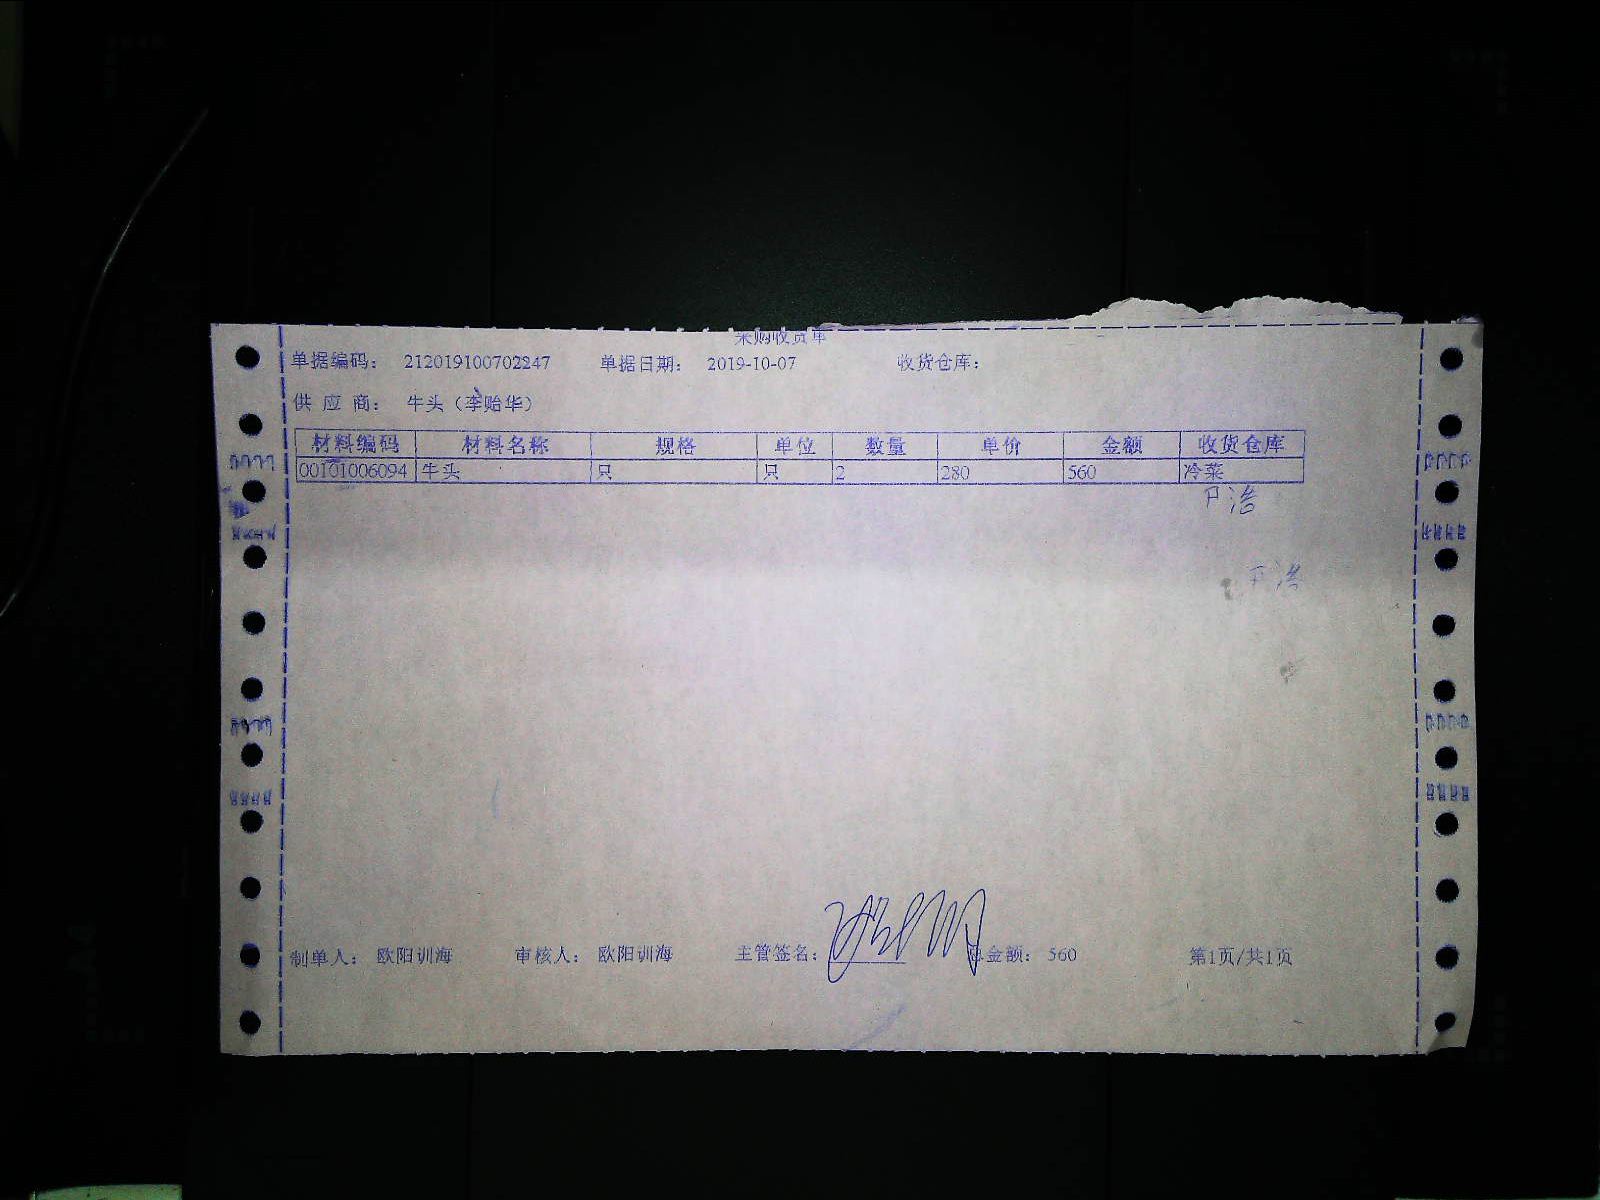 采购收货单
单据编码： 212019100702247 单据日期： 2019-10-07 收货仓库：
供 应 商： 牛头（李贻华）
材料编码 材料名称 规格 单位 数量 单价 金额 收货仓库
00101006094 牛头 只 只 2 280 560 冷菜
尹浩
尹浩
制单人： 欧阳训海 审核人： 欧阳训海 主管签名： 总金额： 560 第1页/共1页